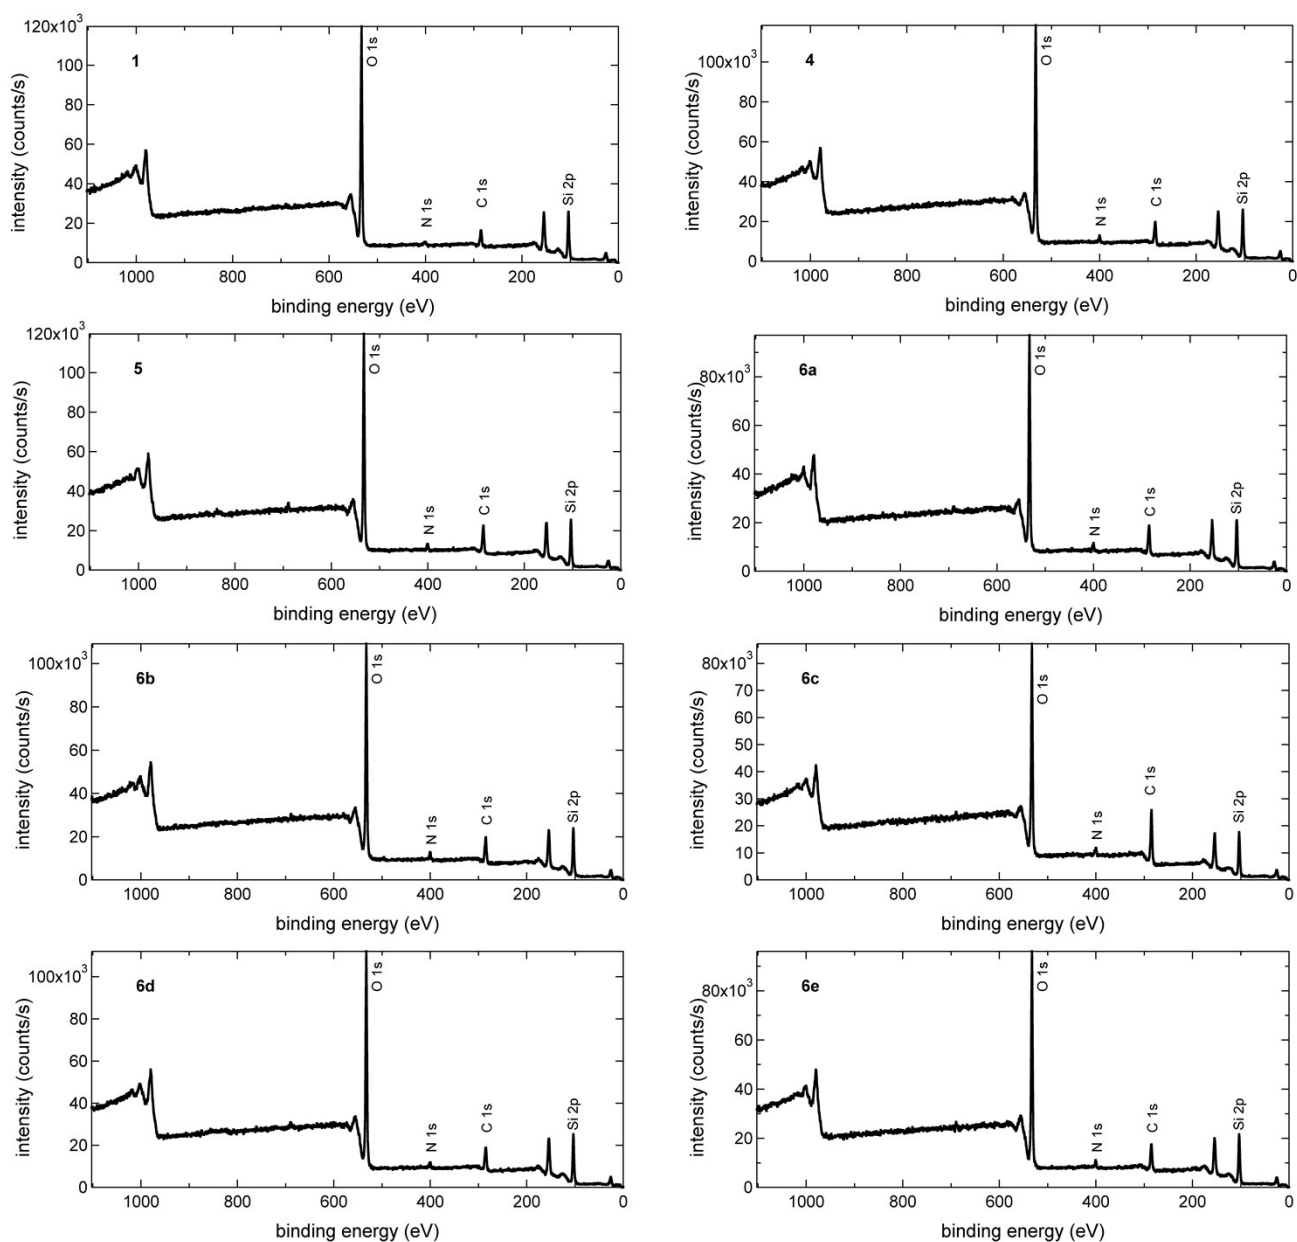 120x10³
100
80
60
40
20
0
intensity (counts/s)
1
O 1s
N 1s
C 1s
Si 2p
1000 800 600 400 200 0
binding energy (eV)
100x10³
80
60
40
20
0
intensity (counts/s)
4
O 1s
N 1s
C 1s
Si 2p
1000 800 600 400 200 0
binding energy (eV)
120x10³
100
80
60
40
20
0
intensity (counts/s)
5
O 1s
N 1s
C 1s
Si 2p
1000 800 600 400 200 0
binding energy (eV)
80x10³
60
40
20
0
intensity (counts/s)
6a
O 1s
N 1s
C 1s
Si 2p
1000 800 600 400 200 0
binding energy (eV)
100x10³
80
60
40
20
0
intensity (counts/s)
6b
O 1s
N 1s
C 1s
Si 2p
1000 800 600 400 200 0
binding energy (eV)
80x10³
70
60
50
40
30
20
10
0
intensity (counts/s)
6c
O 1s
N 1s
C 1s
Si 2p
1000 800 600 400 200 0
binding energy (eV)
100x10³
80
60
40
20
0
intensity (counts/s)
6d
O 1s
N 1s
C 1s
Si 2p
1000 800 600 400 200 0
binding energy (eV)
80x10³
60
40
20
0
intensity (counts/s)
6e
O 1s
N 1s
C 1s
Si 2p
1000 800 600 400 200 0
binding energy (eV)